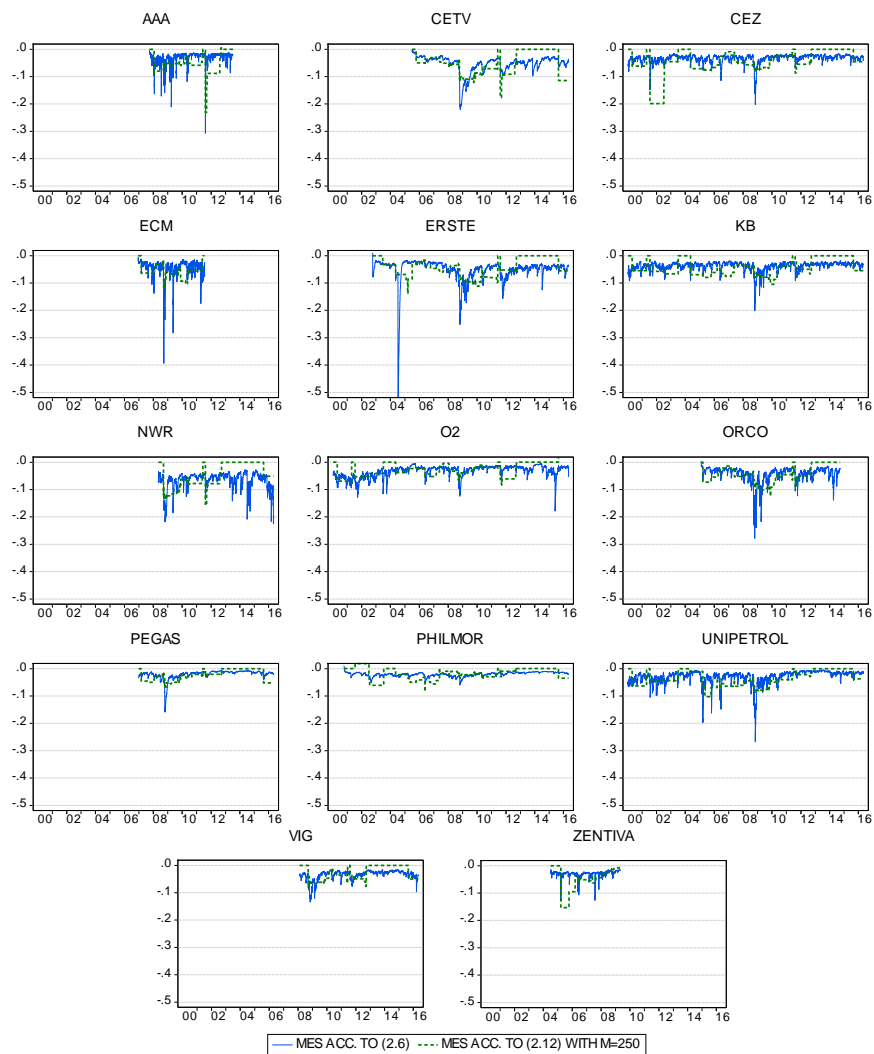 AAA CETV CEZ
.0 .0 .0
-.1 -.1 -.1
-.2 -.2 -.2
-.3 -.3 -.3
-.4 -.4 -.4
-.5 -.5 -.5
00 02 04 06 08 10 12 14 16 00 02 04 06 08 10 12 14 16 00 02 04 06 08 10 12 14 16
ECM ERSTE KB
.0 .0 .0
-.1 -.1 -.1
-.2 -.2 -.2
-.3 -.3 -.3
-.4 -.4 -.4
-.5 -.5 -.5
00 02 04 06 08 10 12 14 16 00 02 04 06 08 10 12 14 16 00 02 04 06 08 10 12 14 16
NWR O2 ORCO
.0 .0 .0
-.1 -.1 -.1
-.2 -.2 -.2
-.3 -.3 -.3
-.4 -.4 -.4
-.5 -.5 -.5
00 02 04 06 08 10 12 14 16 00 02 04 06 08 10 12 14 16 00 02 04 06 08 10 12 14 16
PEGAS PHILMOR UNIPETROL
.0 .0 .0
-.1 -.1 -.1
-.2 -.2 -.2
-.3 -.3 -.3
-.4 -.4 -.4
-.5 -.5 -.5
00 02 04 06 08 10 12 14 16 00 02 04 06 08 10 12 14 16 00 02 04 06 08 10 12 14 16
VIG ZENTIVA
.0 .0
-.1 -.1
-.2 -.2
-.3 -.3
-.4 -.4
-.5 -.5
00 02 04 06 08 10 12 14 16 00 02 04 06 08 10 12 14 16
MES ACC. TO (2.6) MES ACC. TO (2.12) WITH M=250